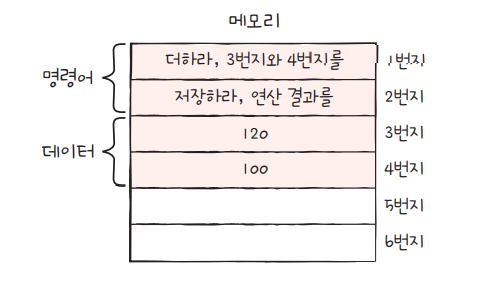 메모리
명령어
더하라, 3번지와 4번지를
1번지
저장하라, 연산 결과를
2번지
데이터
120
3번지
100
4번지
5번지
6번지